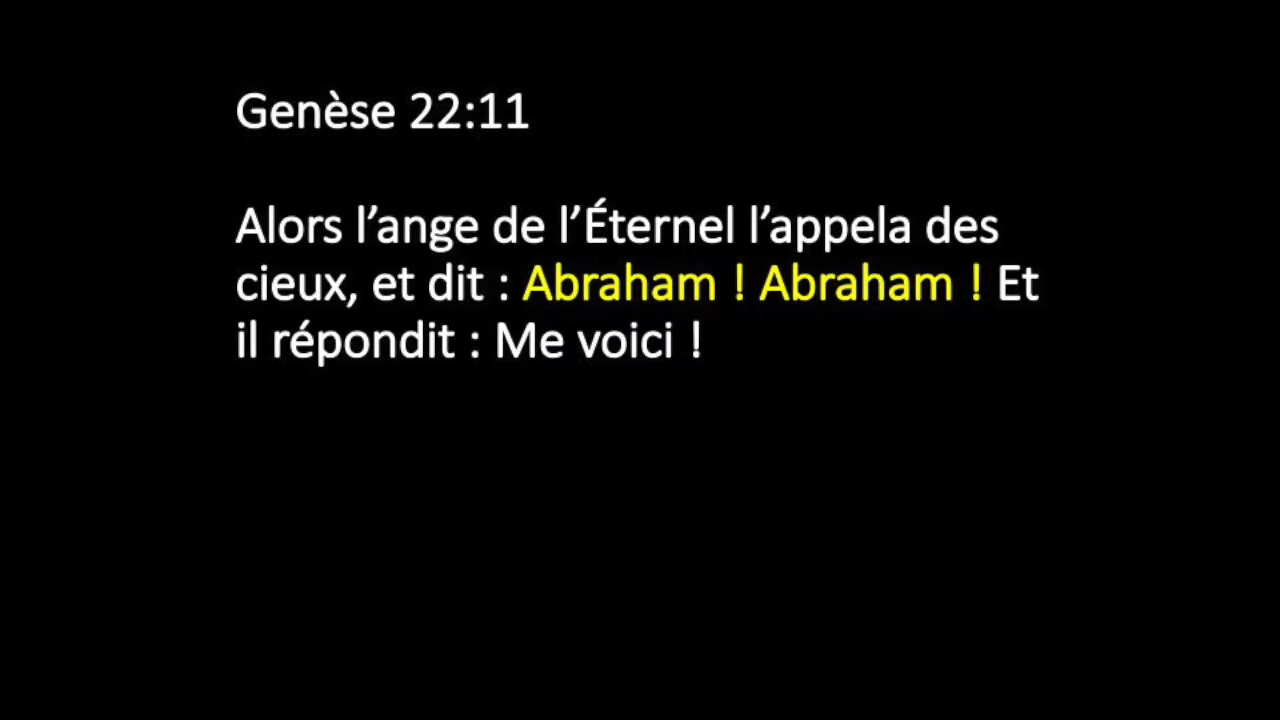 Genèse 22:11
Alors l’ange de l’Éternel l’appela des
cieux, et dit : Abraham ! Abraham ! Et
il répondit : Me voici !